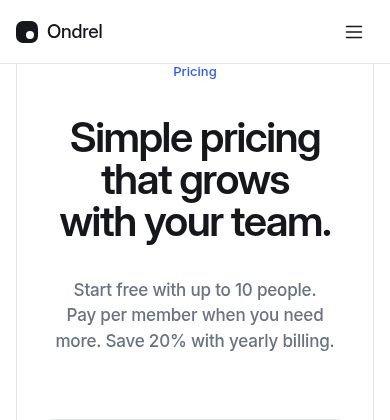 Ondrel
Pricing
Simple pricing
that grows
with your team.
Start free with up to 10 people.
Pay per member when you need
more. Save 20% with yearly billing.